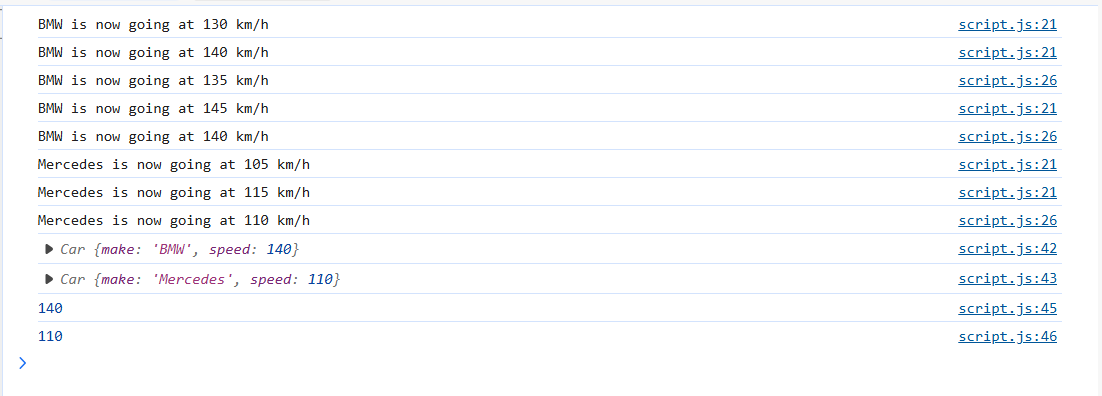 BMW is now going at 130 km/h script.js:21
BMW is now going at 140 km/h script.js:21
BMW is now going at 135 km/h script.js:26
BMW is now going at 145 km/h script.js:21
BMW is now going at 140 km/h script.js:26
Mercedes is now going at 105 km/h script.js:21
Mercedes is now going at 115 km/h script.js:21
Mercedes is now going at 110 km/h script.js:26
Car {make: 'BMW', speed: 140} script.js:42
Car {make: 'Mercedes', speed: 110} script.js:43
140 script.js:45
110 script.js:46